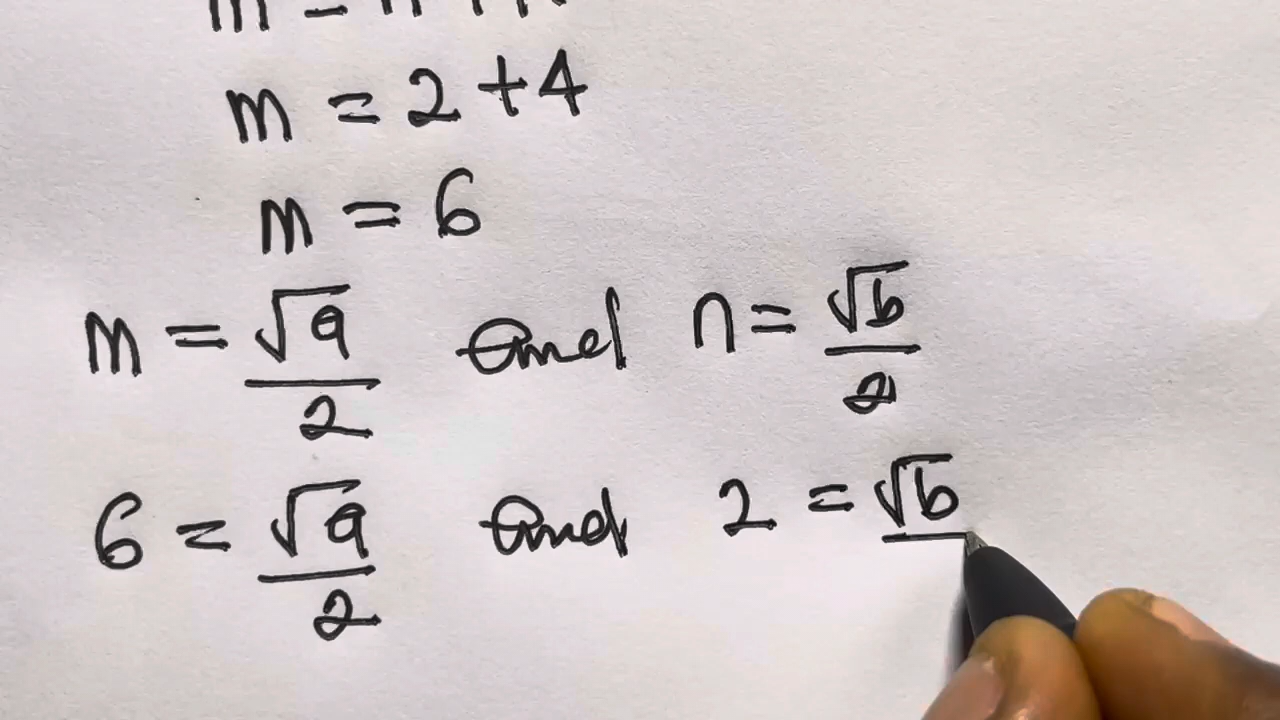 m = 2 + 4
m = 6
m = √a/2 and n = √b/2
6 = √a/2 and 2 = √b